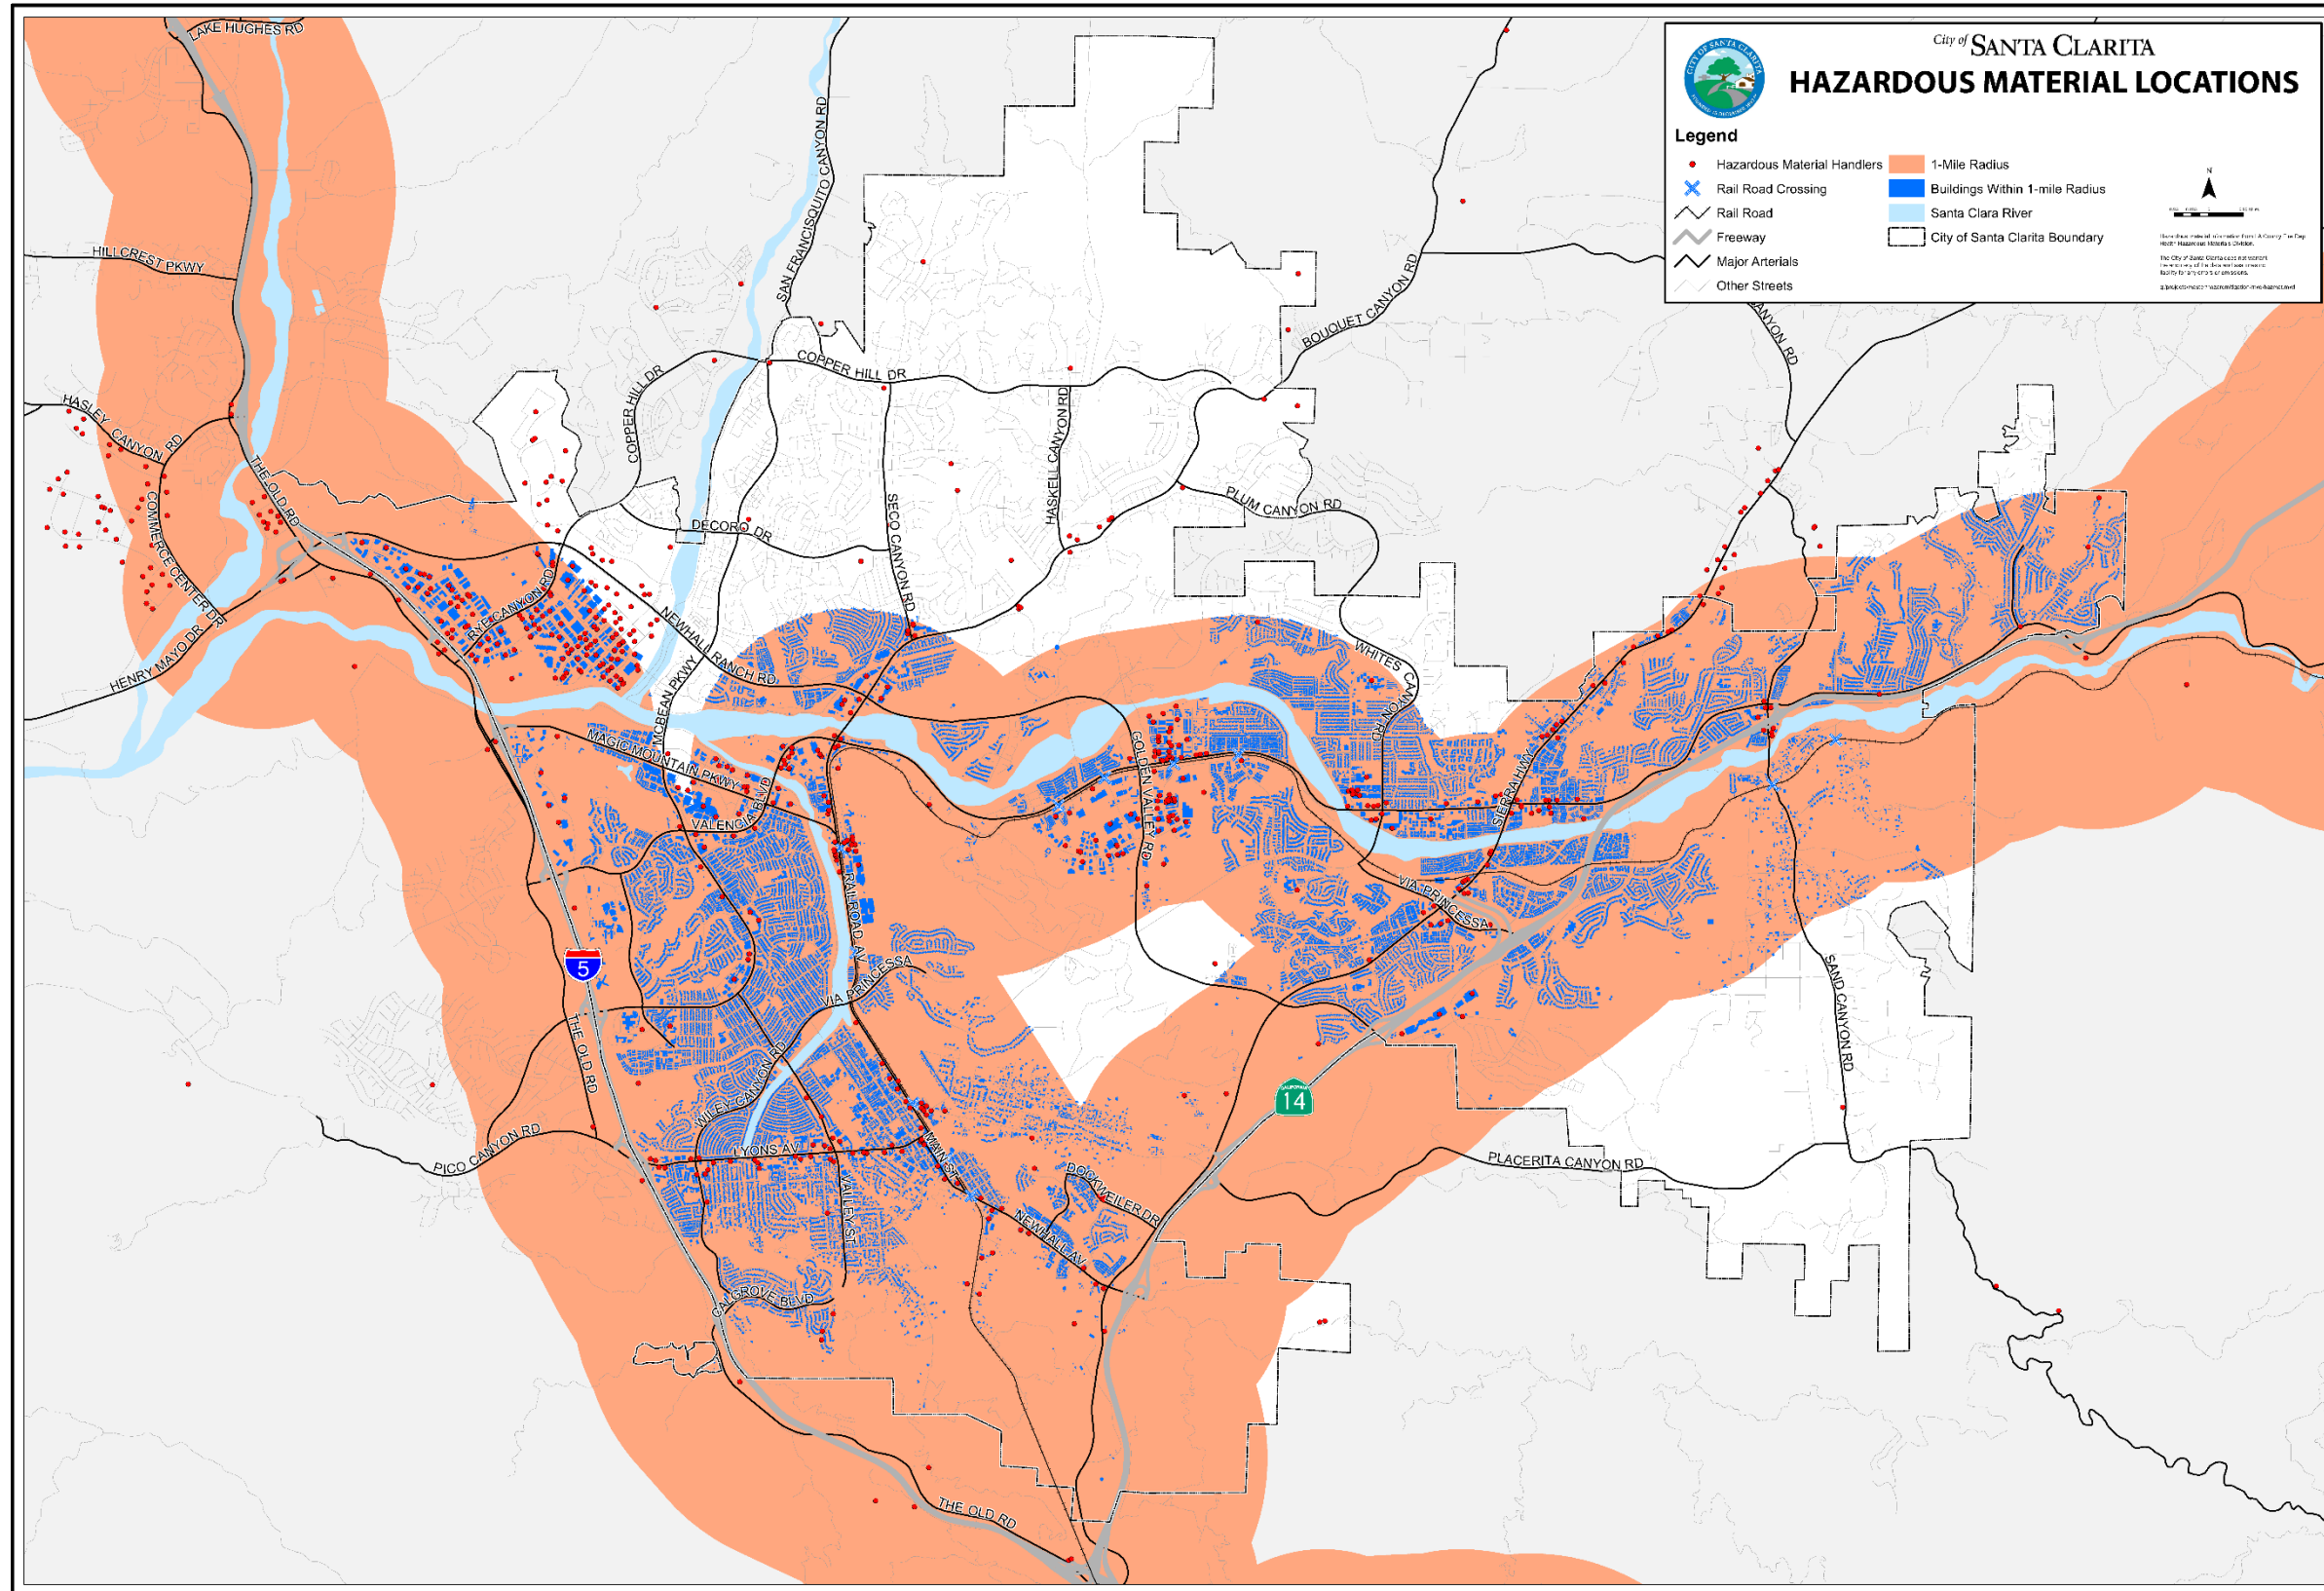 City of SANTA CLARITA
HAZARDOUS MATERIAL LOCATIONS
CITY OF SANTA CLARITA
Legend
Hazardous Material Handlers
Rail Road Crossing
Rail Road
Freeway
Major Arterials
Other Streets
1-Mile Radius
Buildings Within 1-mile Radius
Santa Clara River
City of Santa Clarita Boundary
N
LAKE HUGHES RD
HILLCREST PKWY
SAN FRANCISQUITO CANYON RD
BOUQUET CANYON RD
ANYON RD
COPPER HILL DR
COPPER HILL DR
HASLEY CANYON RD
THE OLD RD
COMMERCE CENTER DR
HENRY MAYO DR
DECORO DR
SECO CANYON RD
HASKELL CANYON RD
PLUM CANYON RD
RYE CANYON RD
NEWHALL RANCH RD
MCBEAN PKWY
WHITES CANYON RD
MAGIC MOUNTAIN PKWY
VALENCIA BLVD
GOLDEN VALLEY RD
SIERRA HWY
RAILROAD AV
VIA PRINCESSA
VIA PRINCESSA
5
THE OLD RD
SAND CANYON RD
WILEY CANYON RD
CALIFORNIA
14
PICO CANYON RD
LYONS AV
MAIN ST
VALLEY ST
DOCKWEILER DR
NEWHALL AV
PLACERITA CANYON RD
CALGROVE BLVD
THE OLD RD